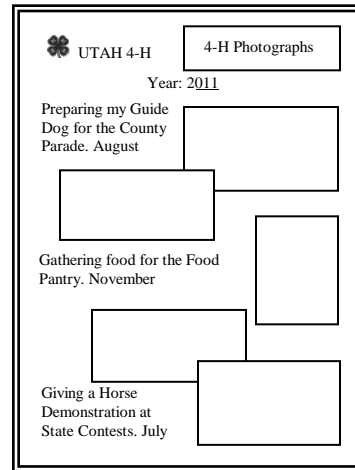 UTAH 4-H
4-H Photographs
Year: 2011
Preparing my Guide
Dog for the County
Parade. August
Gathering food for the Food
Pantry. November
Giving a Horse
Demonstration at
State Contests. July